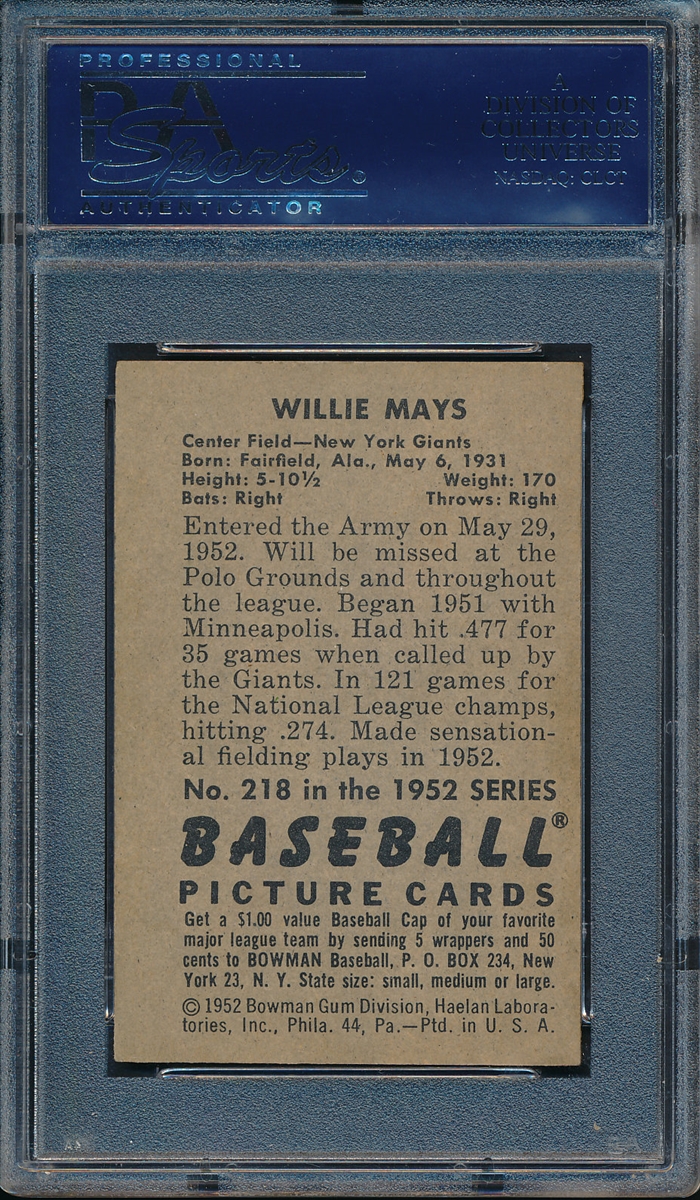 PROFESSIONAL
PSA
Sports®
AUTHENTICATOR
A
DIVISION OF
COLLECTORS
UNIVERSE
NASDAQ: CLCT
WILLIE MAYS
Center Field—New York Giants
Born: Fairfield, Ala., May 6, 1931
Height: 5-10½ Weight: 170
Bats: Right Throws: Right
Entered the Army on May 29,
1952. Will be missed at the
Polo Grounds and throughout
the league. Began 1951 with
Minneapolis. Had hit .477 for
35 games when called up by
the Giants. In 121 games for
the National League champs,
hitting .274. Made sensation-
al fielding plays in 1952.
No. 218 in the 1952 SERIES
BASEBALL®
PICTURE CARDS
Get a $1.00 value Baseball Cap of your favorite
major league team by sending 5 wrappers and 50
cents to BOWMAN Baseball, P. O. BOX 234, New
York 23, N. Y. State size: small, medium or large.
© 1952 Bowman Gum Division, Haelan Labora-
tories, Inc., Phila. 44, Pa.—Ptd. in U. S. A.